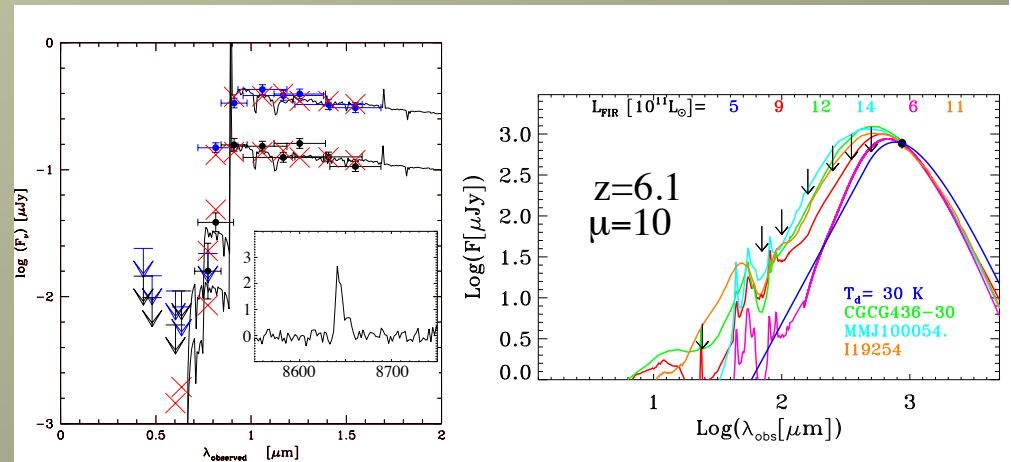 0
-1
-2
-3
log (Fν) [μJy]
3
2
1
0
8600 8700
0 0.5 1 1.5 2
λobserved [μm]
LFIR [10¹¹L⊙]= 5 9 12 14 6 11
3.0
2.5
2.0
1.5
1.0
0.5
0.0
Log(F[μJy])
z=6.1
μ=10
Td= 30 K
CGCG436-30
MMJ100054.
I19254
1 2 3
Log(λobs[μm])